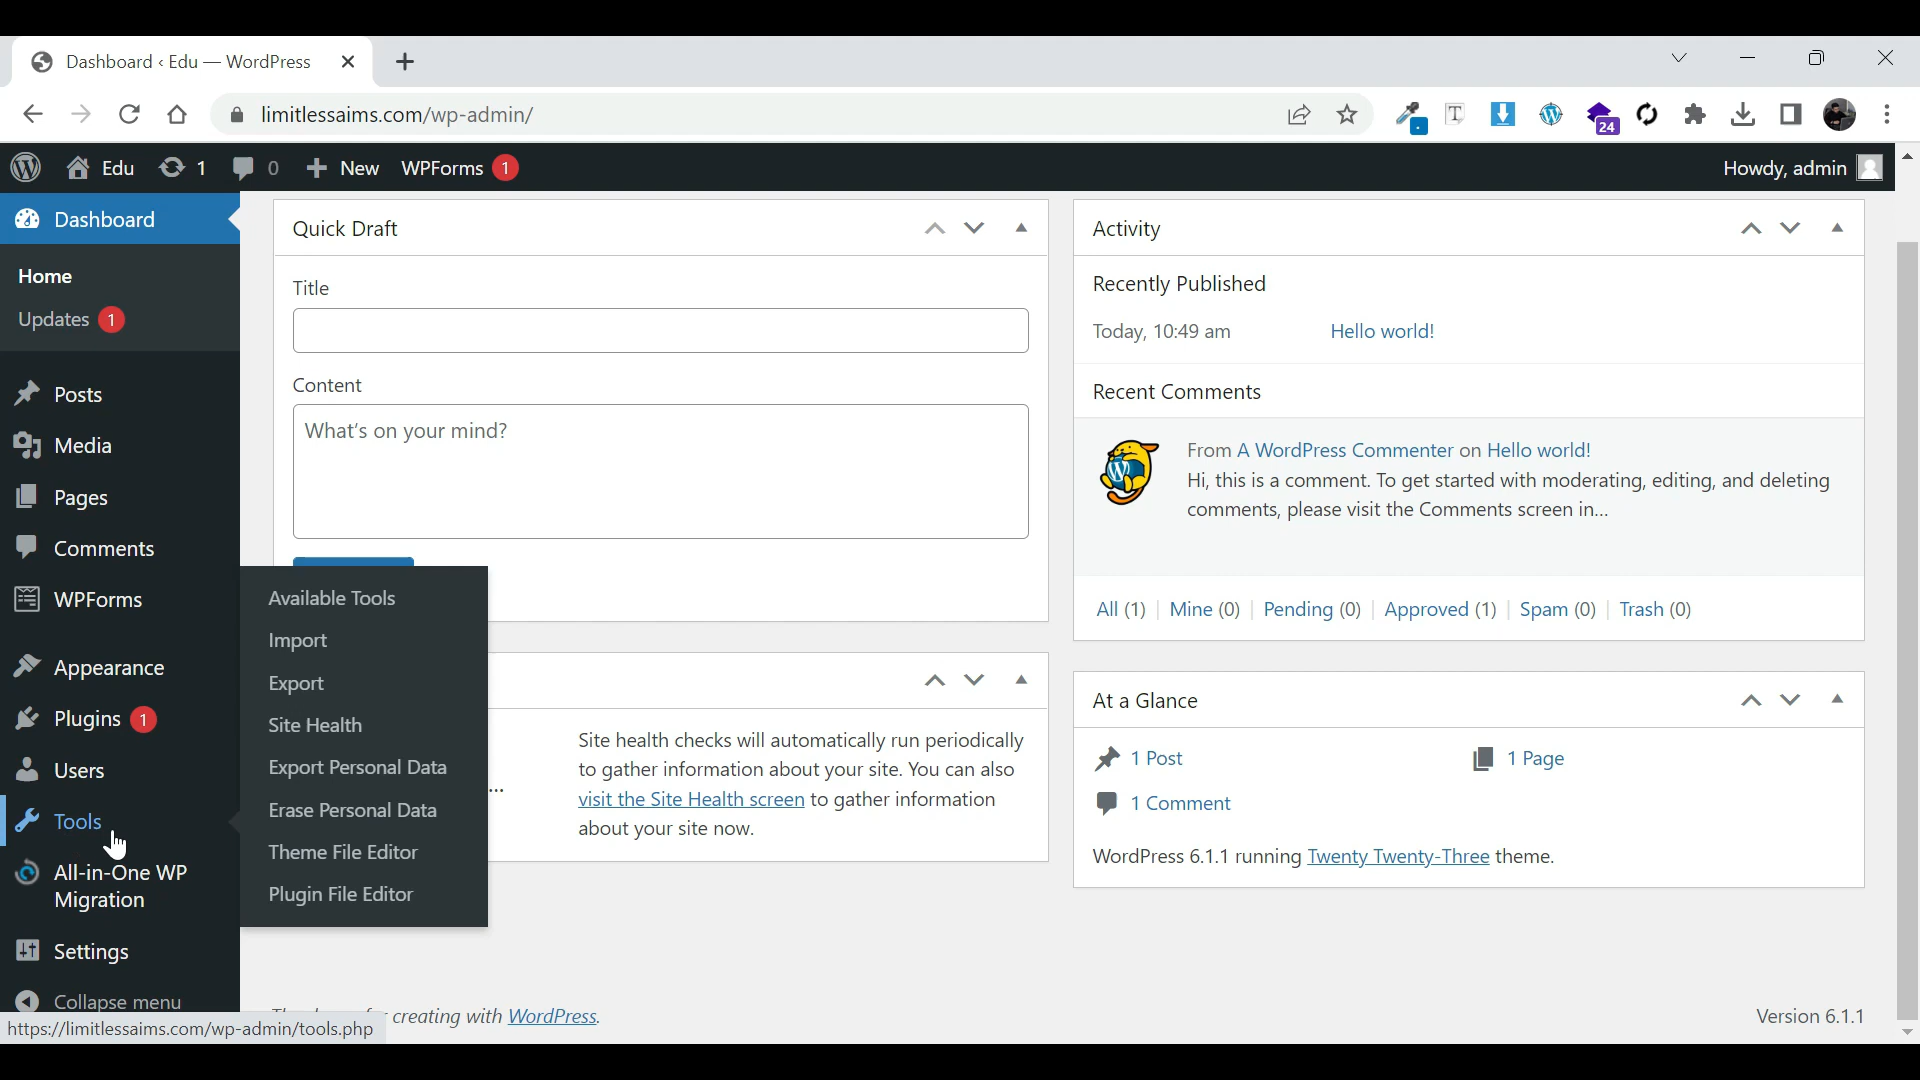 Dashboard ‹ Edu — WordPress
limitlessaims.com/wp-admin/
24
Edu 1 0 New WPForms 1
Howdy, admin
Dashboard
Home
Updates 1
Posts
Media
Pages
Comments
WPForms
Appearance
Plugins 1
Users
Tools
All-in-One WP
Migration
Settings
Collapse menu
https://limitlessaims.com/wp-admin/tools.php
Available Tools
Import
Export
Site Health
Export Personal Data
Erase Personal Data
Theme File Editor
Plugin File Editor
Quick Draft
Title
Content
What's on your mind?
...
Site health checks will automatically run periodically
to gather information about your site. You can also
visit the Site Health screen to gather information
about your site now.
Activity
Recently Published
Today, 10:49 am Hello world!
Recent Comments
From A WordPress Commenter on Hello world!
Hi, this is a comment. To get started with moderating, editing, and deleting
comments, please visit the Comments screen in...
All (1) | Mine (0) | Pending (0) | Approved (1) | Spam (0) | Trash (0)
At a Glance
1 Post 1 Page
1 Comment
WordPress 6.1.1 running Twenty Twenty-Three theme.
creating with WordPress.
Version 6.1.1